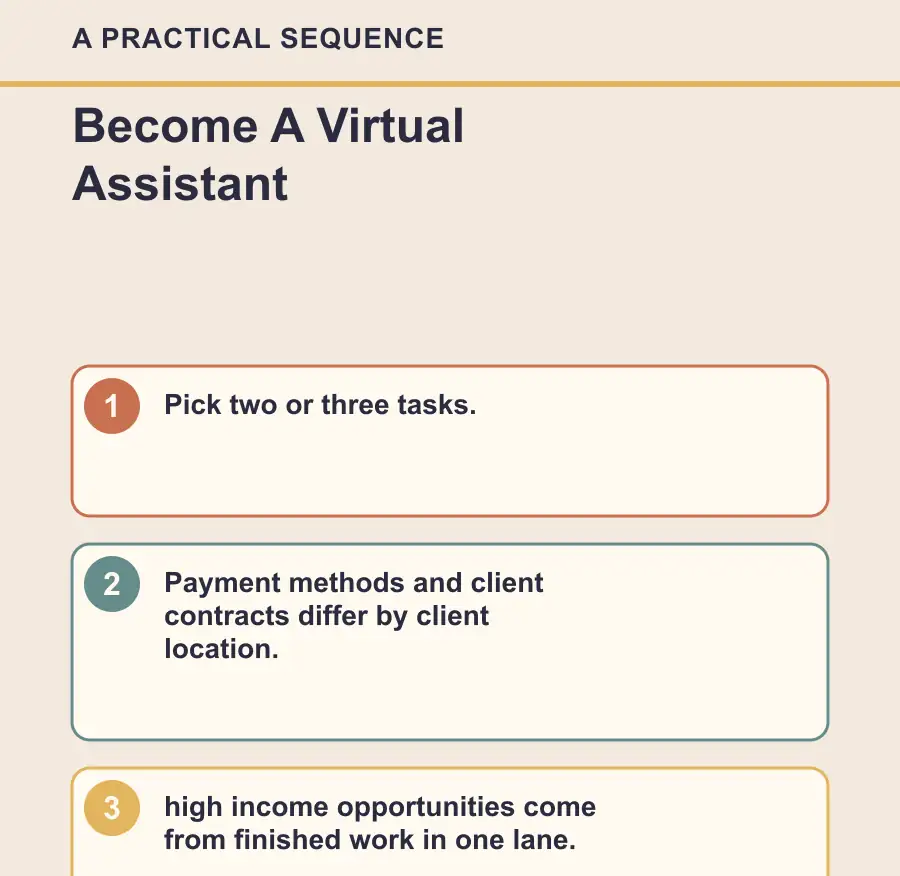 A PRACTICAL SEQUENCE
Become A Virtual
Assistant
1
Pick two or three tasks.
2
Payment methods and client
contracts differ by client
location.
3
high income opportunities come
from finished work in one lane.